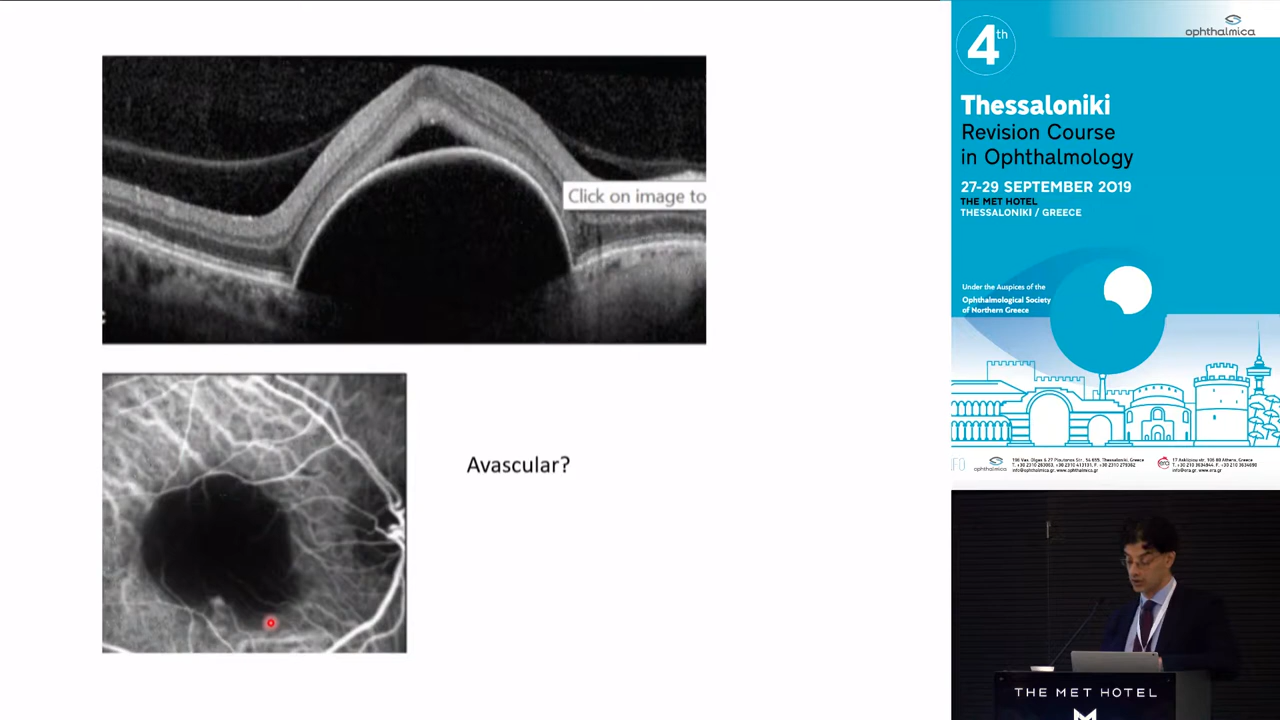 Click on image to
Avascular?
4th
ophthalmica
Thessaloniki
Revision Course
in Ophthalmology
27-29 SEPTEMBER 2019
THE MET HOTEL
THESSALONIKI / GREECE
Under the Auspices of the
Ophthalmological Society
of Northern Greece
ophthalmica
THE MET HOTEL